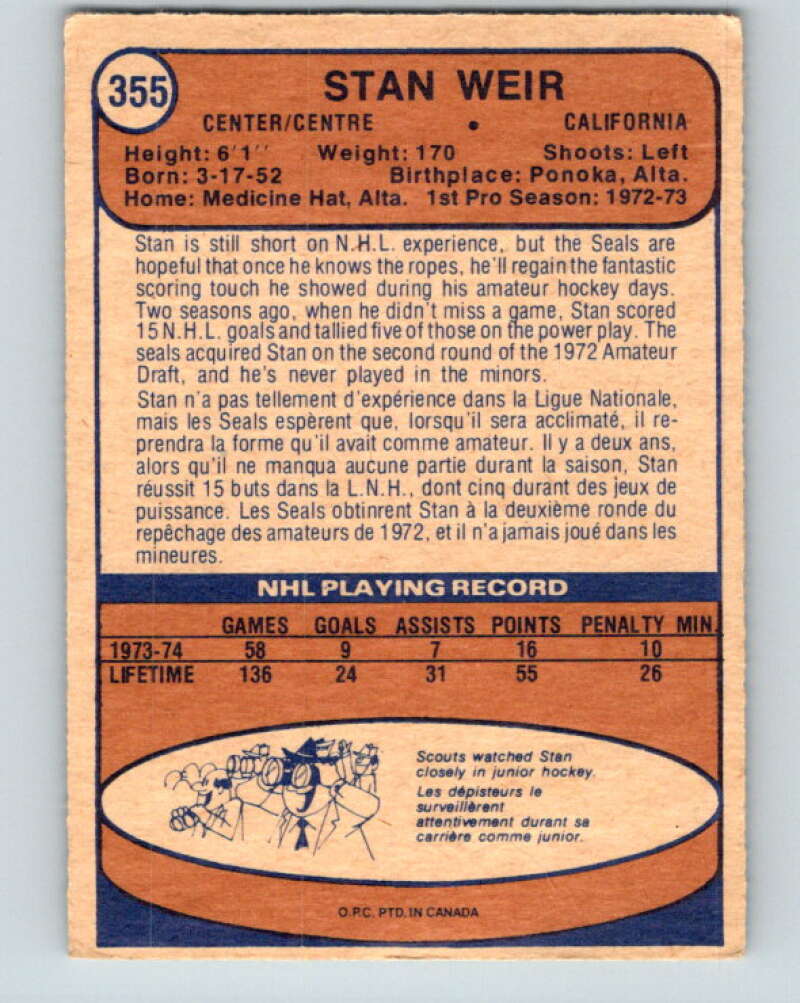 355
STAN WEIR
CENTER/CENTRE • CALIFORNIA
Height: 6'1'' Weight: 170 Shoots: Left
Born: 3-17-52 Birthplace: Ponoka, Alta.
Home: Medicine Hat, Alta. 1st Pro Season: 1972-73
Stan is still short on N.H.L. experience, but the Seals are
hopeful that once he knows the ropes, he'll regain the fantastic
scoring touch he showed during his amateur hockey days.
Two seasons ago, when he didn't miss a game, Stan scored
15 N.H.L. goals and tallied five of those on the power play. The
seals acquired Stan on the second round of the 1972 Amateur
Draft, and he's never played in the minors.
Stan n'a pas tellement d'expérience dans la Ligue Nationale,
mais les Seals espèrent que, lorsqu'il sera acclimaté, il re-
prendra la forme qu'il avait comme amateur. Il y a deux ans,
alors qu'il ne manqua aucune partie durant la saison, Stan
réussit 15 buts dans la L.N.H., dont cinq durant des jeux de
puissance. Les Seals obtinrent Stan à la deuxième ronde du
repêchage des amateurs de 1972, et il n'a jamais joué dans les
mineures.
NHL PLAYING RECORD
GAMES GOALS ASSISTS POINTS PENALTY MIN.
1973-74 58 9 7 16 10
LIFETIME 136 24 31 55 26
Scouts watched Stan
closely in junior hockey.
Les dépisteurs le
surveillèrent
attentivement durant sa
carrière comme junior.
O.P.C. PTD. IN CANADA